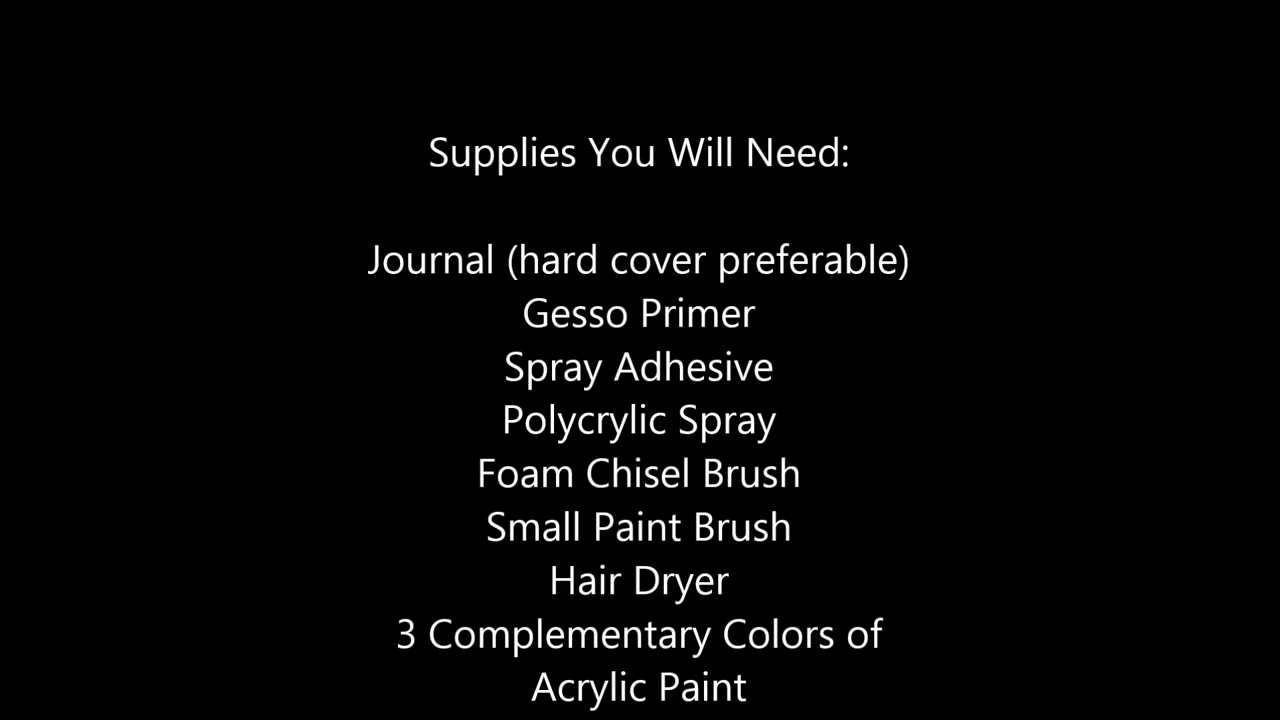 Supplies You Will Need:
Journal (hard cover preferable)
Gesso Primer
Spray Adhesive
Polycrylic Spray
Foam Chisel Brush
Small Paint Brush
Hair Dryer
3 Complementary Colors of
Acrylic Paint